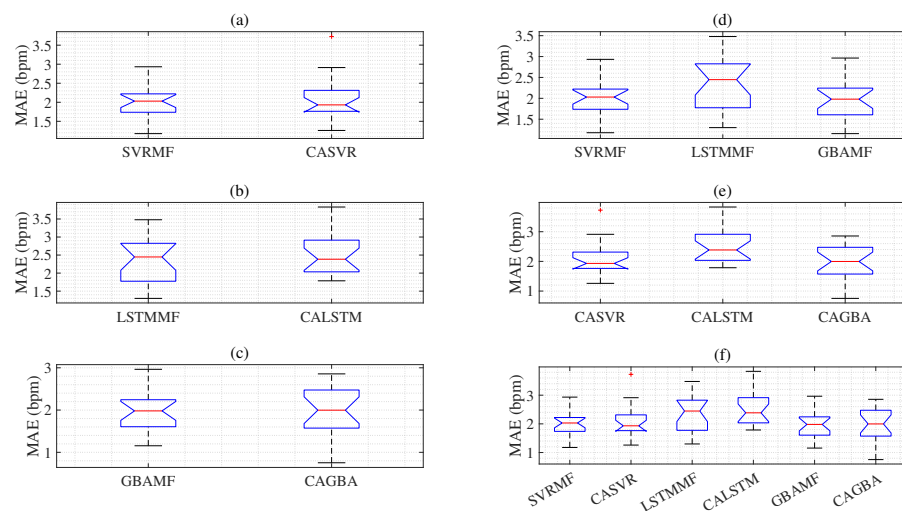 (a)
MAE (bpm)
3.5
3
2.5
2
1.5
SVRMF CASVR
(b)
MAE (bpm)
3.5
3
2.5
2
1.5
LSTMMF CALSTM
(c)
MAE (bpm)
3
2
1
GBAMF CAGBA
(d)
MAE (bpm)
3.5
3
2.5
2
1.5
SVRMF LSTMMF GBAMF
(e)
MAE (bpm)
3
2
1
CASVR CALSTM CAGBA
(f)
MAE (bpm)
3
2
1
SVRMF CASVR LSTMMF CALSTM GBAMF CAGBA